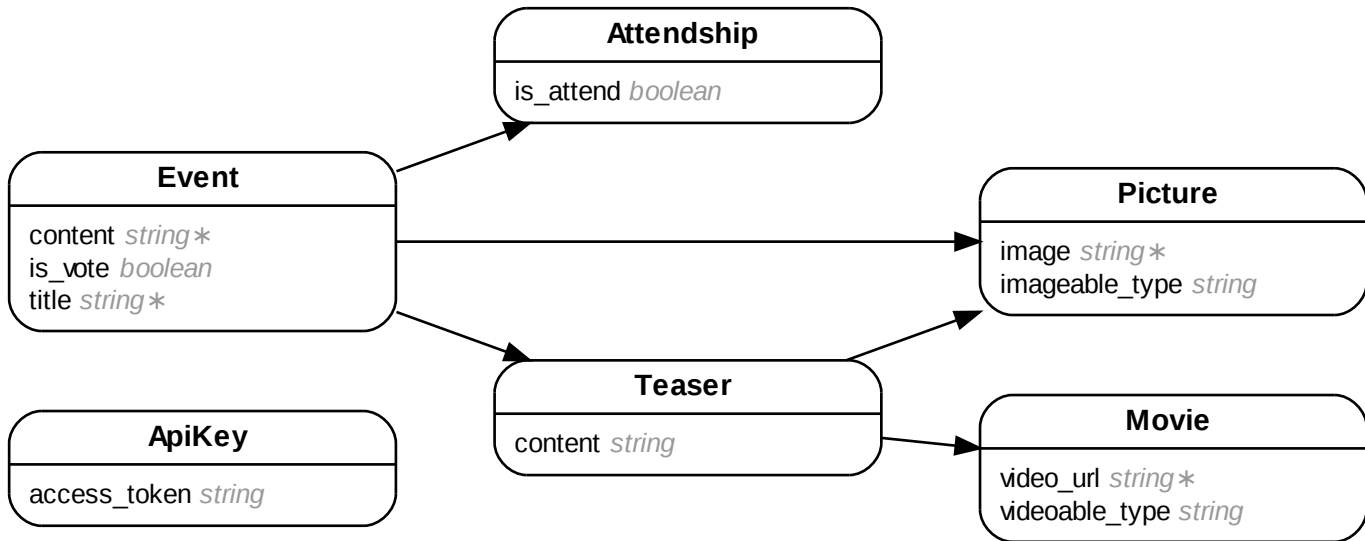 Attendship
is_attend boolean
Event
content string∗
is_vote boolean
title string∗
Picture
image string∗
imageable_type string
Teaser
content string
ApiKey
access_token string
Movie
video_url string∗
videoable_type string